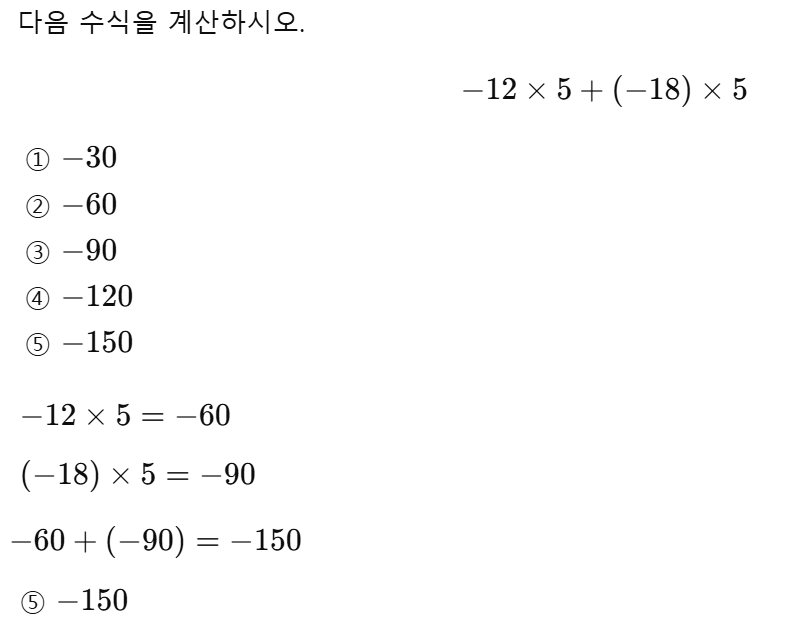 다음 수식을 계산하시오.
−12 × 5 + (−18) × 5
① −30
② −60
③ −90
④ −120
⑤ −150
−12 × 5 = −60
(−18) × 5 = −90
−60 + (−90) = −150
⑤ −150